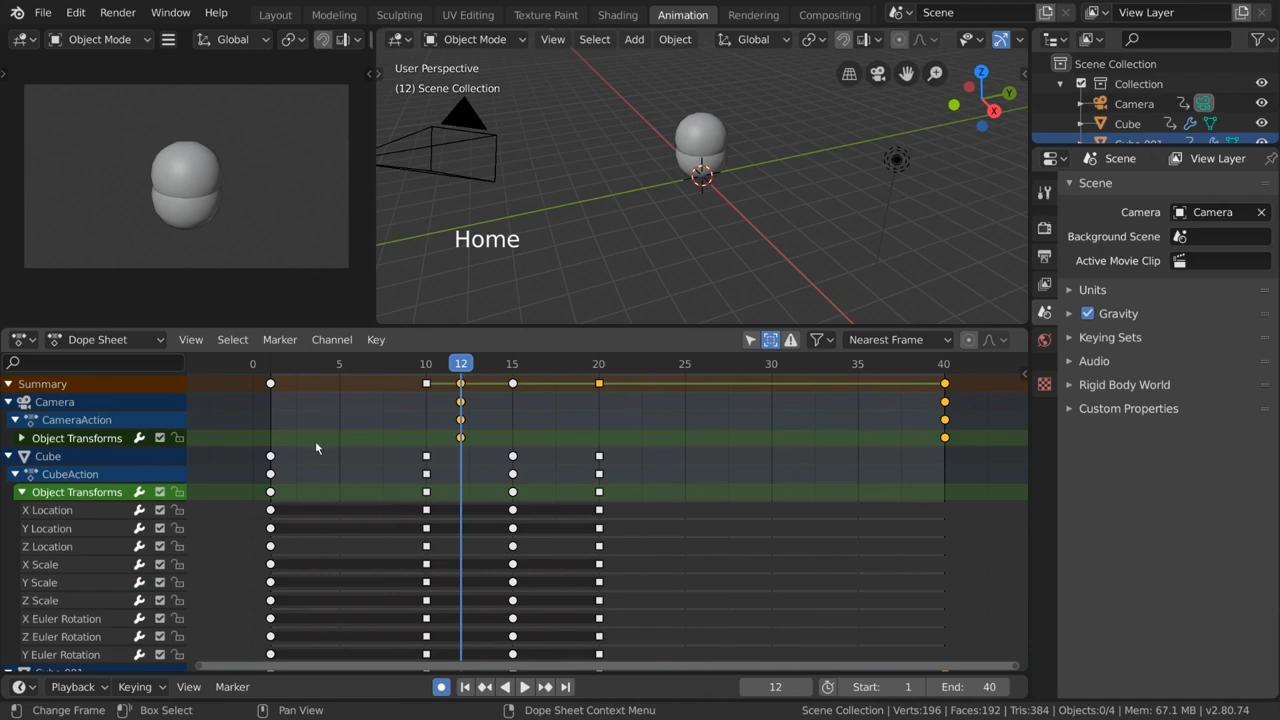 File Edit Render Window Help Layout Modeling Sculpting UV Editing Texture Paint Shading Animation Rendering Compositing Scene View Layer
Object Mode Global Object Mode View Select Add Object Global
User Perspective
(12) Scene Collection
Z
Y
X
Home
Scene Collection
Collection
Camera
Cube
Scene View Layer
Scene
Camera Camera
Background Scene
Active Movie Clip
Units
Gravity
Keying Sets
Audio
Rigid Body World
Custom Properties
Dope Sheet View Select Marker Channel Key Nearest Frame
0 5 10 12 15 20 25 30 35 40
Summary
Camera
CameraAction
Object Transforms
Cube
CubeAction
Object Transforms
X Location
Y Location
Z Location
X Scale
Y Scale
Z Scale
X Euler Rotation
Z Euler Rotation
Y Euler Rotation
Playback Keying View Marker 12 Start: 1 End: 40
Change Frame Box Select Pan View Dope Sheet Context Menu Scene Collection | Verts:196 | Faces:192 | Tris:384 | Objects:0/4 | Mem: 67.1 MB | v2.80.74